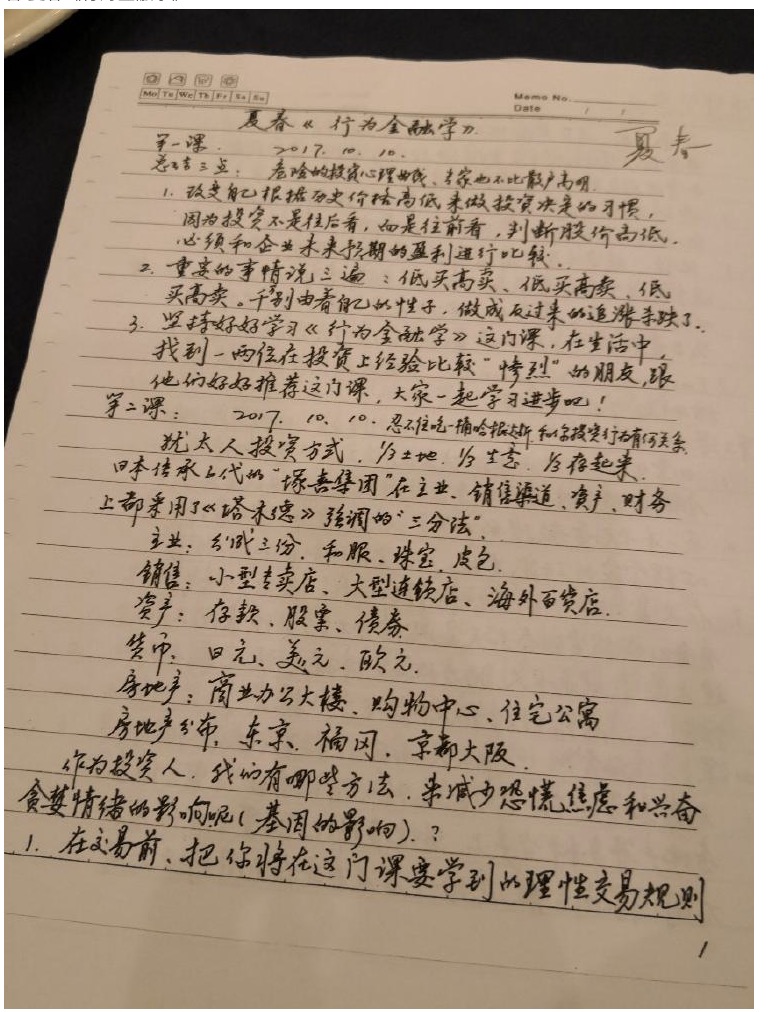 Mo Tu We Th Fr Sa Su
Memo No.
Date / /
夏春《行为金融学》
夏春
第一课. 2017. 10. 10.
总结三点: 危险的投资心理曲线、专家也不比散户高明.
1. 改变自己根据历史价格高低来做投资决定的习惯,
因为投资不是往后看,而是往前看,判断股价高低,
必须和企业未来预期的盈利进行比较.
2. 重要的事情说三遍:低买高卖、低买高卖、低
买高卖。千万别由着自己的性子,做成反过来的追涨杀跌了.
3. 坚持好好学习《行为金融学》这门课,在生活中,
找到一两位在投资上经验比较“惨烈”的朋友,跟
他们好好推荐这门课,大家一起学习进步吧!
第二课: 2017. 10. 10. 忍不住吃一桶哈根达斯和你投资行为有何关系.
犹太人投资方式. 1/3土地. 1/3生意. 1/3存起来.
日本传承五代的“塚喜集团”在主业、销售渠道、资产、财务
上都采用了《塔木德》强调的“三分法”.
主业:分成三份. 和服、珠宝、皮包.
销售:小型专卖店、大型连锁店、海外百货店.
资产:存款、股票、债券
货币:日元、美元、欧元.
房地产:商业办公大楼、购物中心、住宅公寓
房地产分布. 东京、福冈、京都大阪.
作为投资人. 我们有哪些方法. 来减少恐慌焦虑和兴奋
贪婪情绪的影响呢(基因的影响).?
1. 在交易前、把你将在这门课要学到的理性交易规则
1